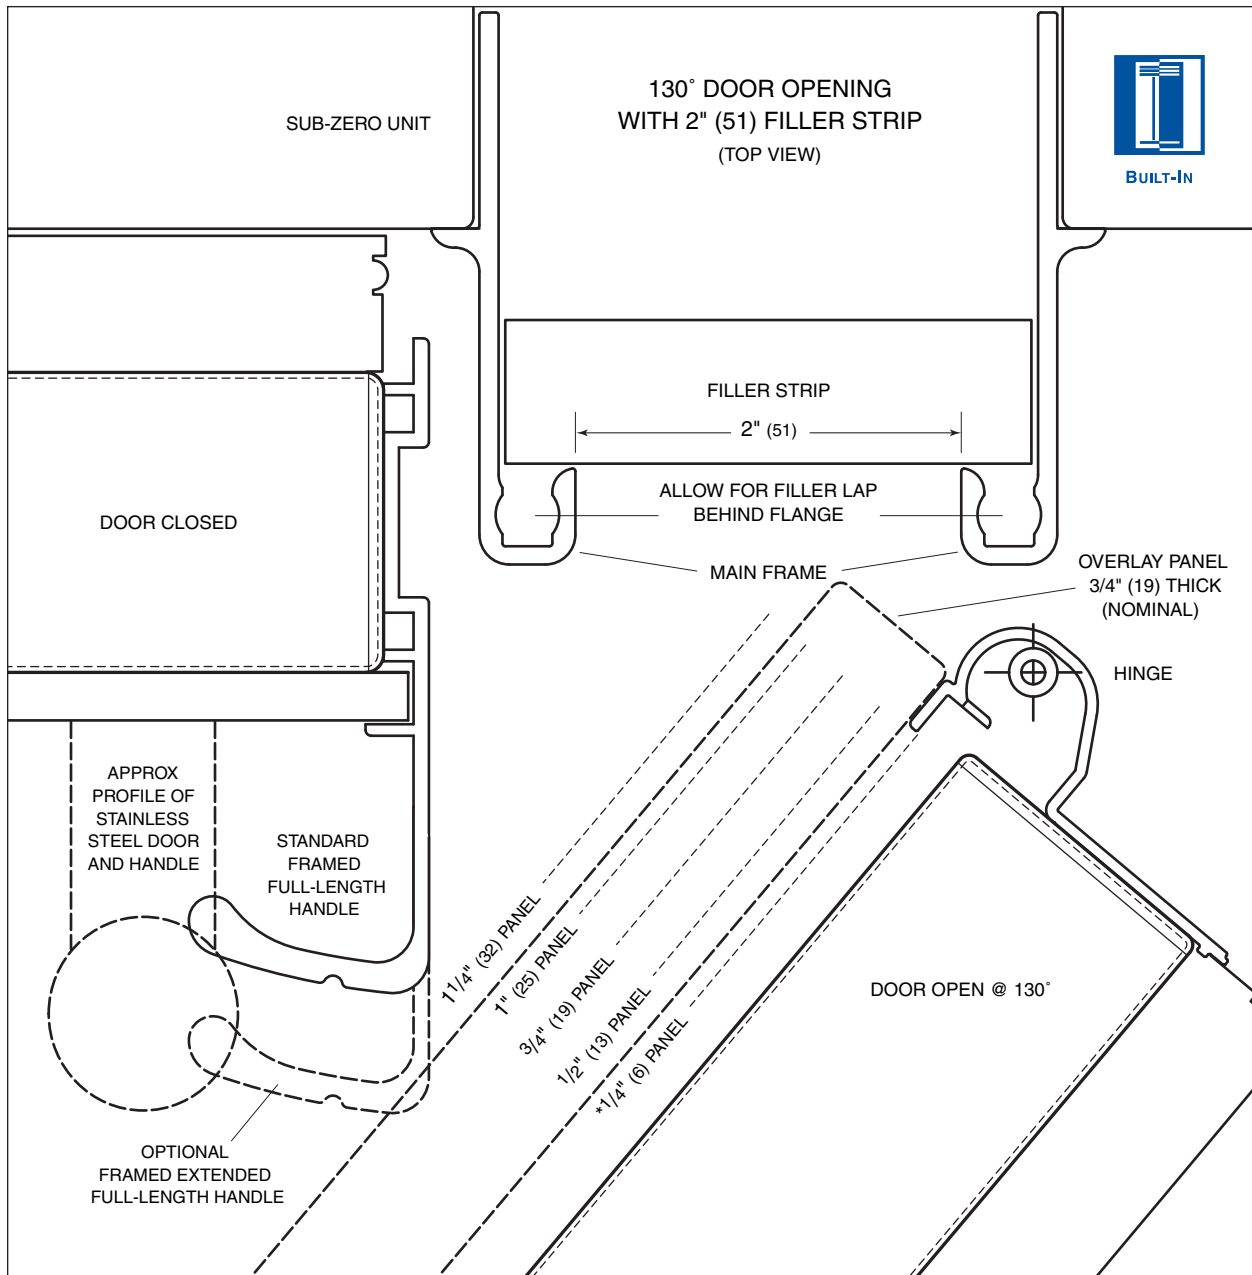 130˚ DOOR OPENING
WITH 2" (51) FILLER STRIP
(TOP VIEW)
SUB-ZERO UNIT
BUILT-IN
FILLER STRIP
2" (51)
ALLOW FOR FILLER LAP
BEHIND FLANGE
DOOR CLOSED
MAIN FRAME
OVERLAY PANEL
3/4" (19) THICK
(NOMINAL)
HINGE
APPROX
PROFILE OF
STAINLESS
STEEL DOOR
AND HANDLE
STANDARD
FRAMED
FULL-LENGTH
HANDLE
1 1/4" (32) PANEL
1" (25) PANEL
3/4" (19) PANEL
1/2" (13) PANEL
*1/4" (6) PANEL
DOOR OPEN @ 130˚
OPTIONAL
FRAMED EXTENDED
FULL-LENGTH HANDLE